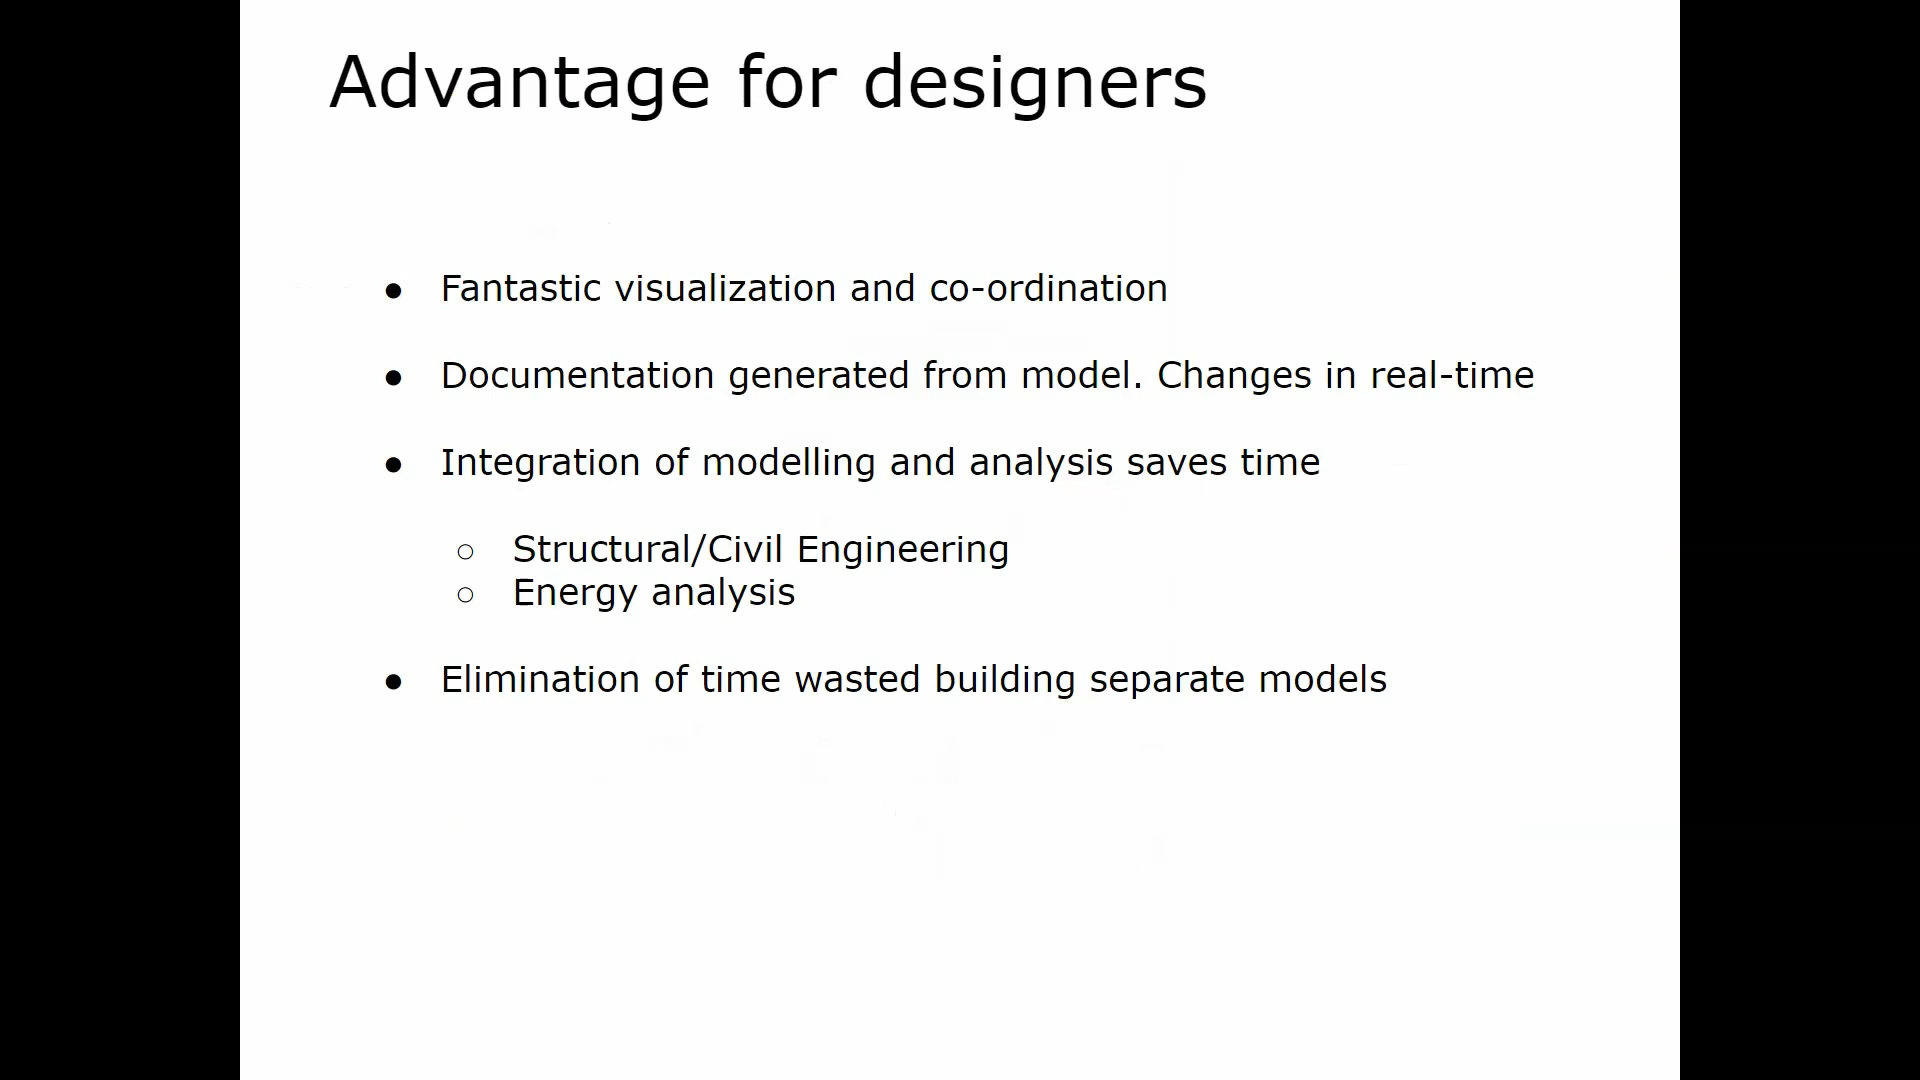 Advantage for designers
● Fantastic visualization and co-ordination
● Documentation generated from model. Changes in real-time
● Integration of modelling and analysis saves time
○ Structural/Civil Engineering
○ Energy analysis
● Elimination of time wasted building separate models